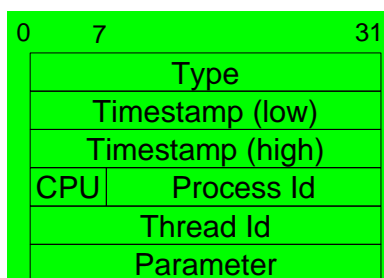 0 7 31
Type
Timestamp (low)
Timestamp (high)
CPU Process Id
Thread Id
Parameter